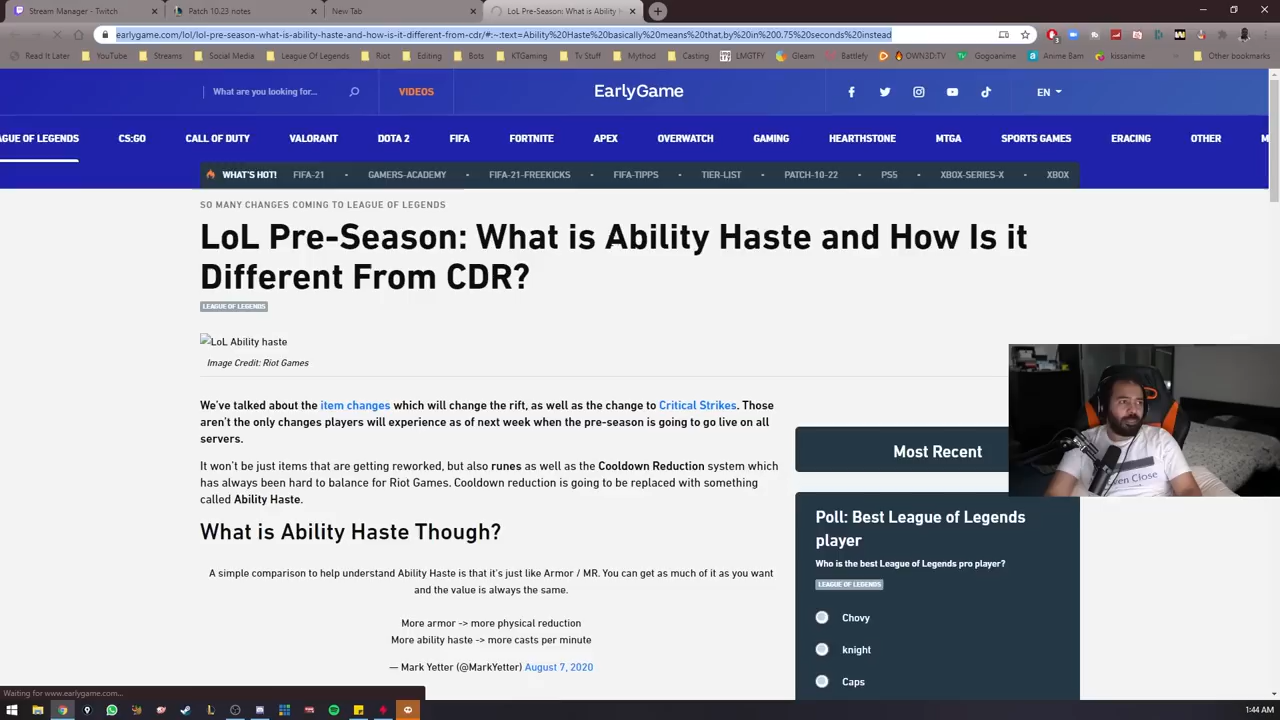 Stream Manager - Twitch
Patch 10.23 notes
New Tab
LoL Pre-Season: What is Ability H
earlygame.com/lol/lol-pre-season-what-is-ability-haste-and-how-is-it-different-from-cdr/#:~:text=Ability%20Haste%20basically%20means%20that,by%20in%200.75%20seconds%20instead
Read It Later
YouTube
Streams
Social Media
League Of Legends
Riot
Editing
Bots
KTGaming
Tv Stuff
Mythod
Casting
LMGTFY
Gleam
Battlefy
OWN3D:TV
Gogoanime
Anime Bam
kissanime
Other bookmarks
What are you looking for...
VIDEOS
EarlyGame
EN
AGUE OF LEGENDS
CS:GO
CALL OF DUTY
VALORANT
DOTA 2
FIFA
FORTNITE
APEX
OVERWATCH
GAMING
HEARTHSTONE
MTGA
SPORTS GAMES
ERACING
OTHER
M
WHAT'S HOT!
FIFA-21
GAMERS-ACADEMY
FIFA-21-FREEKICKS
FIFA-TIPPS
TIER-LIST
PATCH-10-22
PS5
XBOX-SERIES-X
XBOX
SO MANY CHANGES COMING TO LEAGUE OF LEGENDS
LoL Pre-Season: What is Ability Haste and How Is it
Different From CDR?
LEAGUE OF LEGENDS
LoL Ability haste
Image Credit: Riot Games
We've talked about the item changes which will change the rift, as well as the change to Critical Strikes. Those
aren't the only changes players will experience as of next week when the pre-season is going to go live on all
servers.
It won't be just items that are getting reworked, but also runes as well as the Cooldown Reduction system which
has always been hard to balance for Riot Games. Cooldown reduction is going to be replaced with something
called Ability Haste.
What is Ability Haste Though?
A simple comparison to help understand Ability Haste is that it's just like Armor / MR. You can get as much of it as you want
and the value is always the same.
More armor -> more physical reduction
More ability haste -> more casts per minute
— Mark Yetter (@MarkYetter) August 7, 2020
Most Recent
Poll: Best League of Legends
player
Who is the best League of Legends pro player?
LEAGUE OF LEGENDS
Chovy
knight
Caps
even Close
Waiting for www.earlygame.com...
1:44 AM